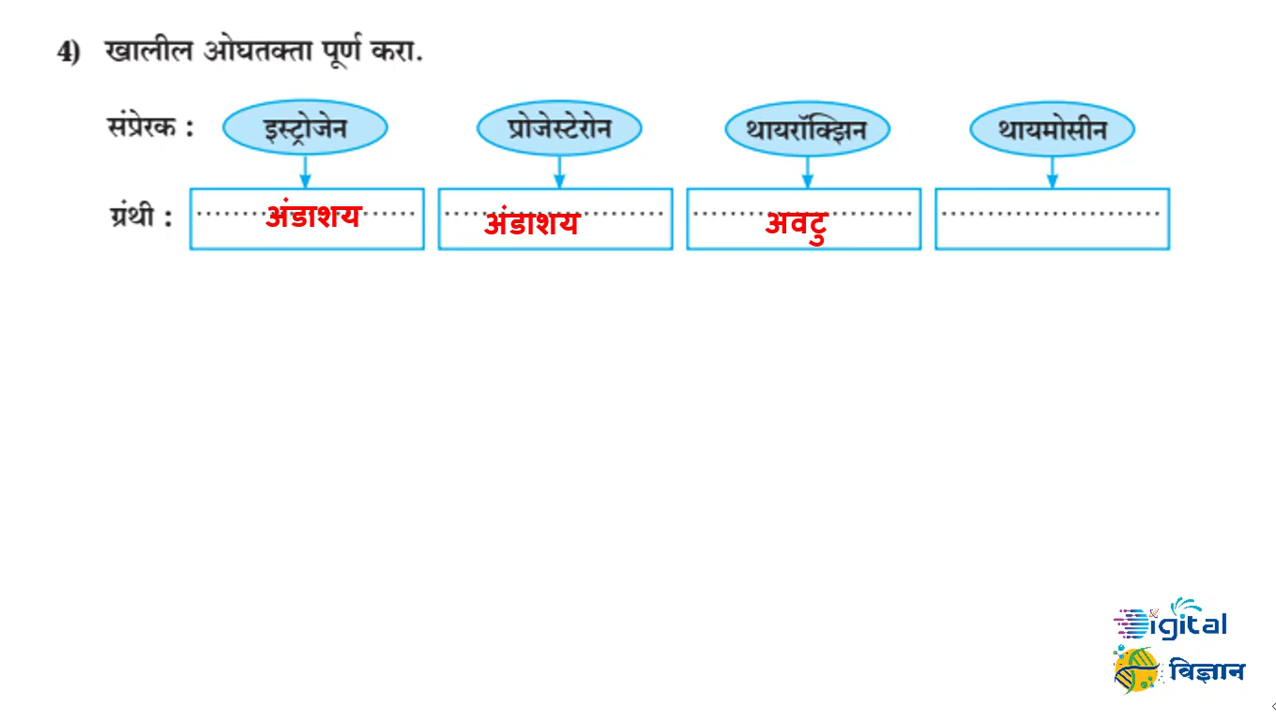 4) खालील ओघतक्ता पूर्ण करा.
संप्रेरक : इस्ट्रोजेन प्रोजेस्टेरोन थायरॉक्झिन थायमोसीन
ग्रंथी : अंडाशय अंडाशय अवटु
Digital
विज्ञान